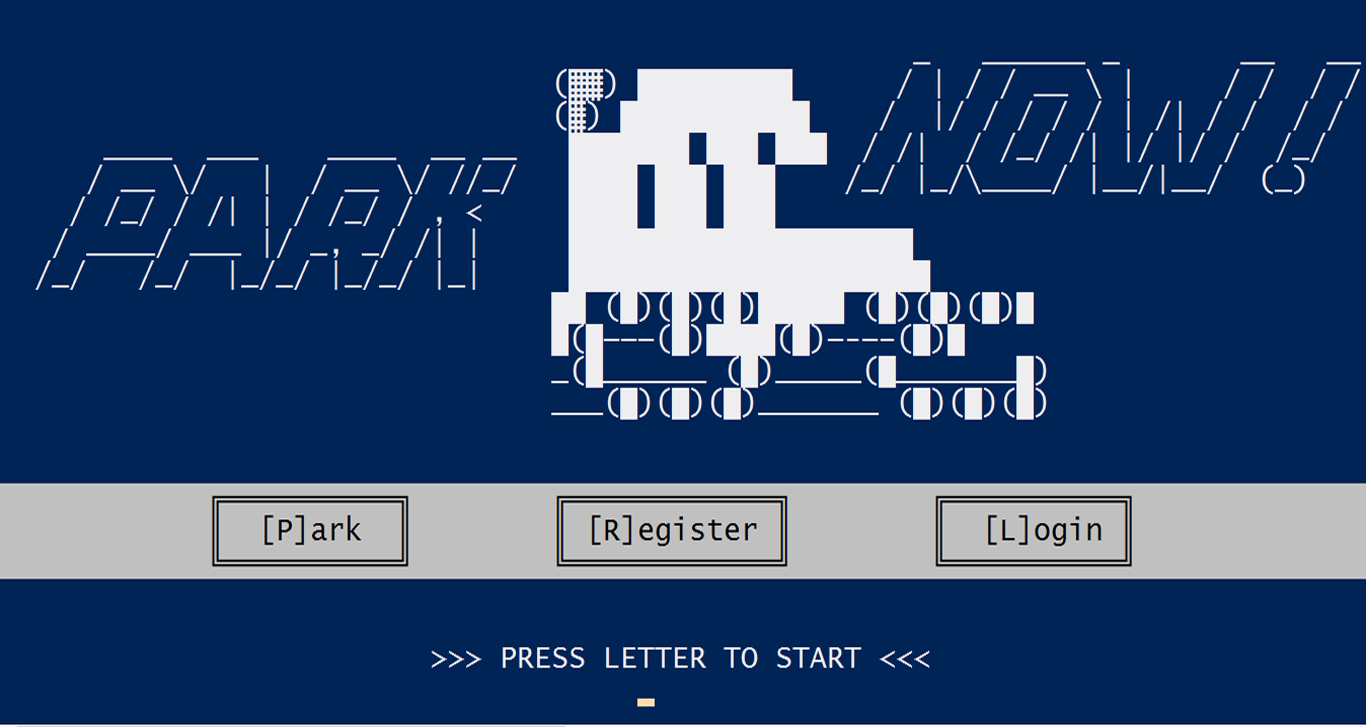 PARK
NOW!
[P]ark
[R]egister
[L]ogin
>>> PRESS LETTER TO START <<<